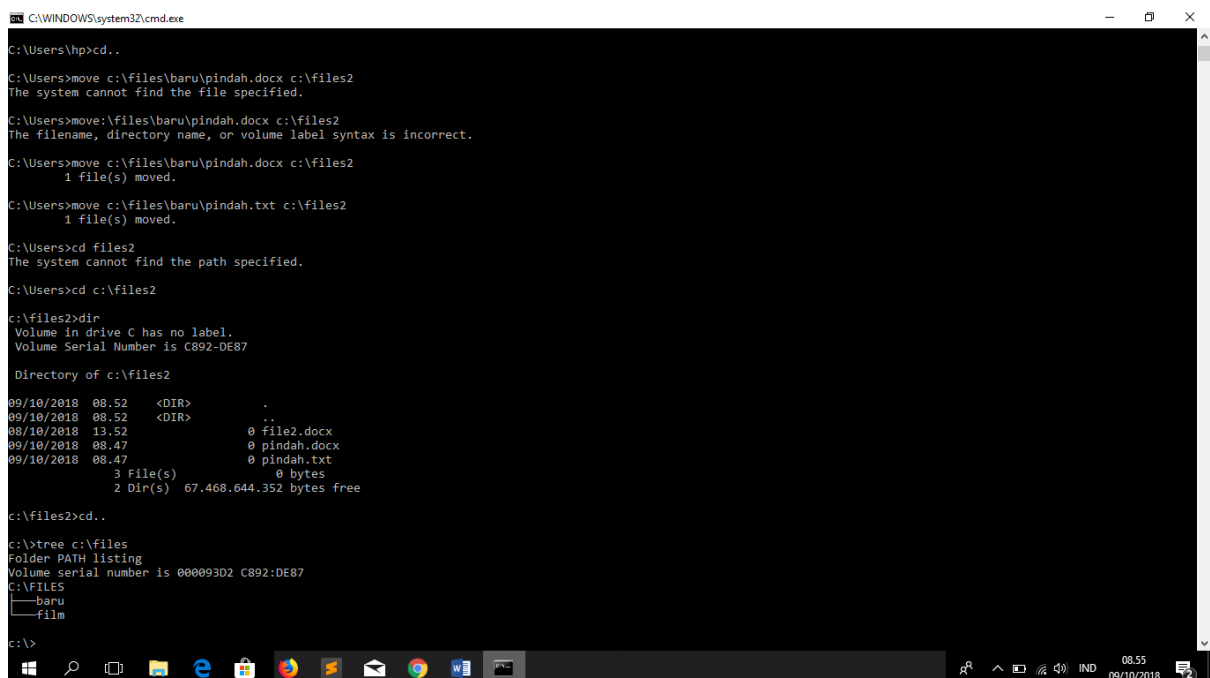 C:\WINDOWS\system32\cmd.exe
C:\Users\hp>cd..
C:\Users>move c:\files\baru\pindah.docx c:\files2
The system cannot find the file specified.
C:\Users>move:\files\baru\pindah.docx c:\files2
The filename, directory name, or volume label syntax is incorrect.
C:\Users>move c:\files\baru\pindah.docx c:\files2
        1 file(s) moved.
C:\Users>move c:\files\baru\pindah.txt c:\files2
        1 file(s) moved.
C:\Users>cd files2
The system cannot find the path specified.
C:\Users>cd c:\files2
c:\files2>dir
 Volume in drive C has no label.
 Volume Serial Number is C892-DE87
 Directory of c:\files2
09/10/2018  08.52    <DIR>          .
09/10/2018  08.52    <DIR>          ..
08/10/2018  13.52                 0 file2.docx
09/10/2018  08.47                 0 pindah.docx
09/10/2018  08.47                 0 pindah.txt
               3 File(s)              0 bytes
               2 Dir(s)  67.468.644.352 bytes free
c:\files2>cd..
c:\>tree c:\files
Folder PATH listing
Volume serial number is 000093D2 C892:DE87
C:\FILES
├───baru
└───film
c:\>
IND
08.55
09/10/2018
2